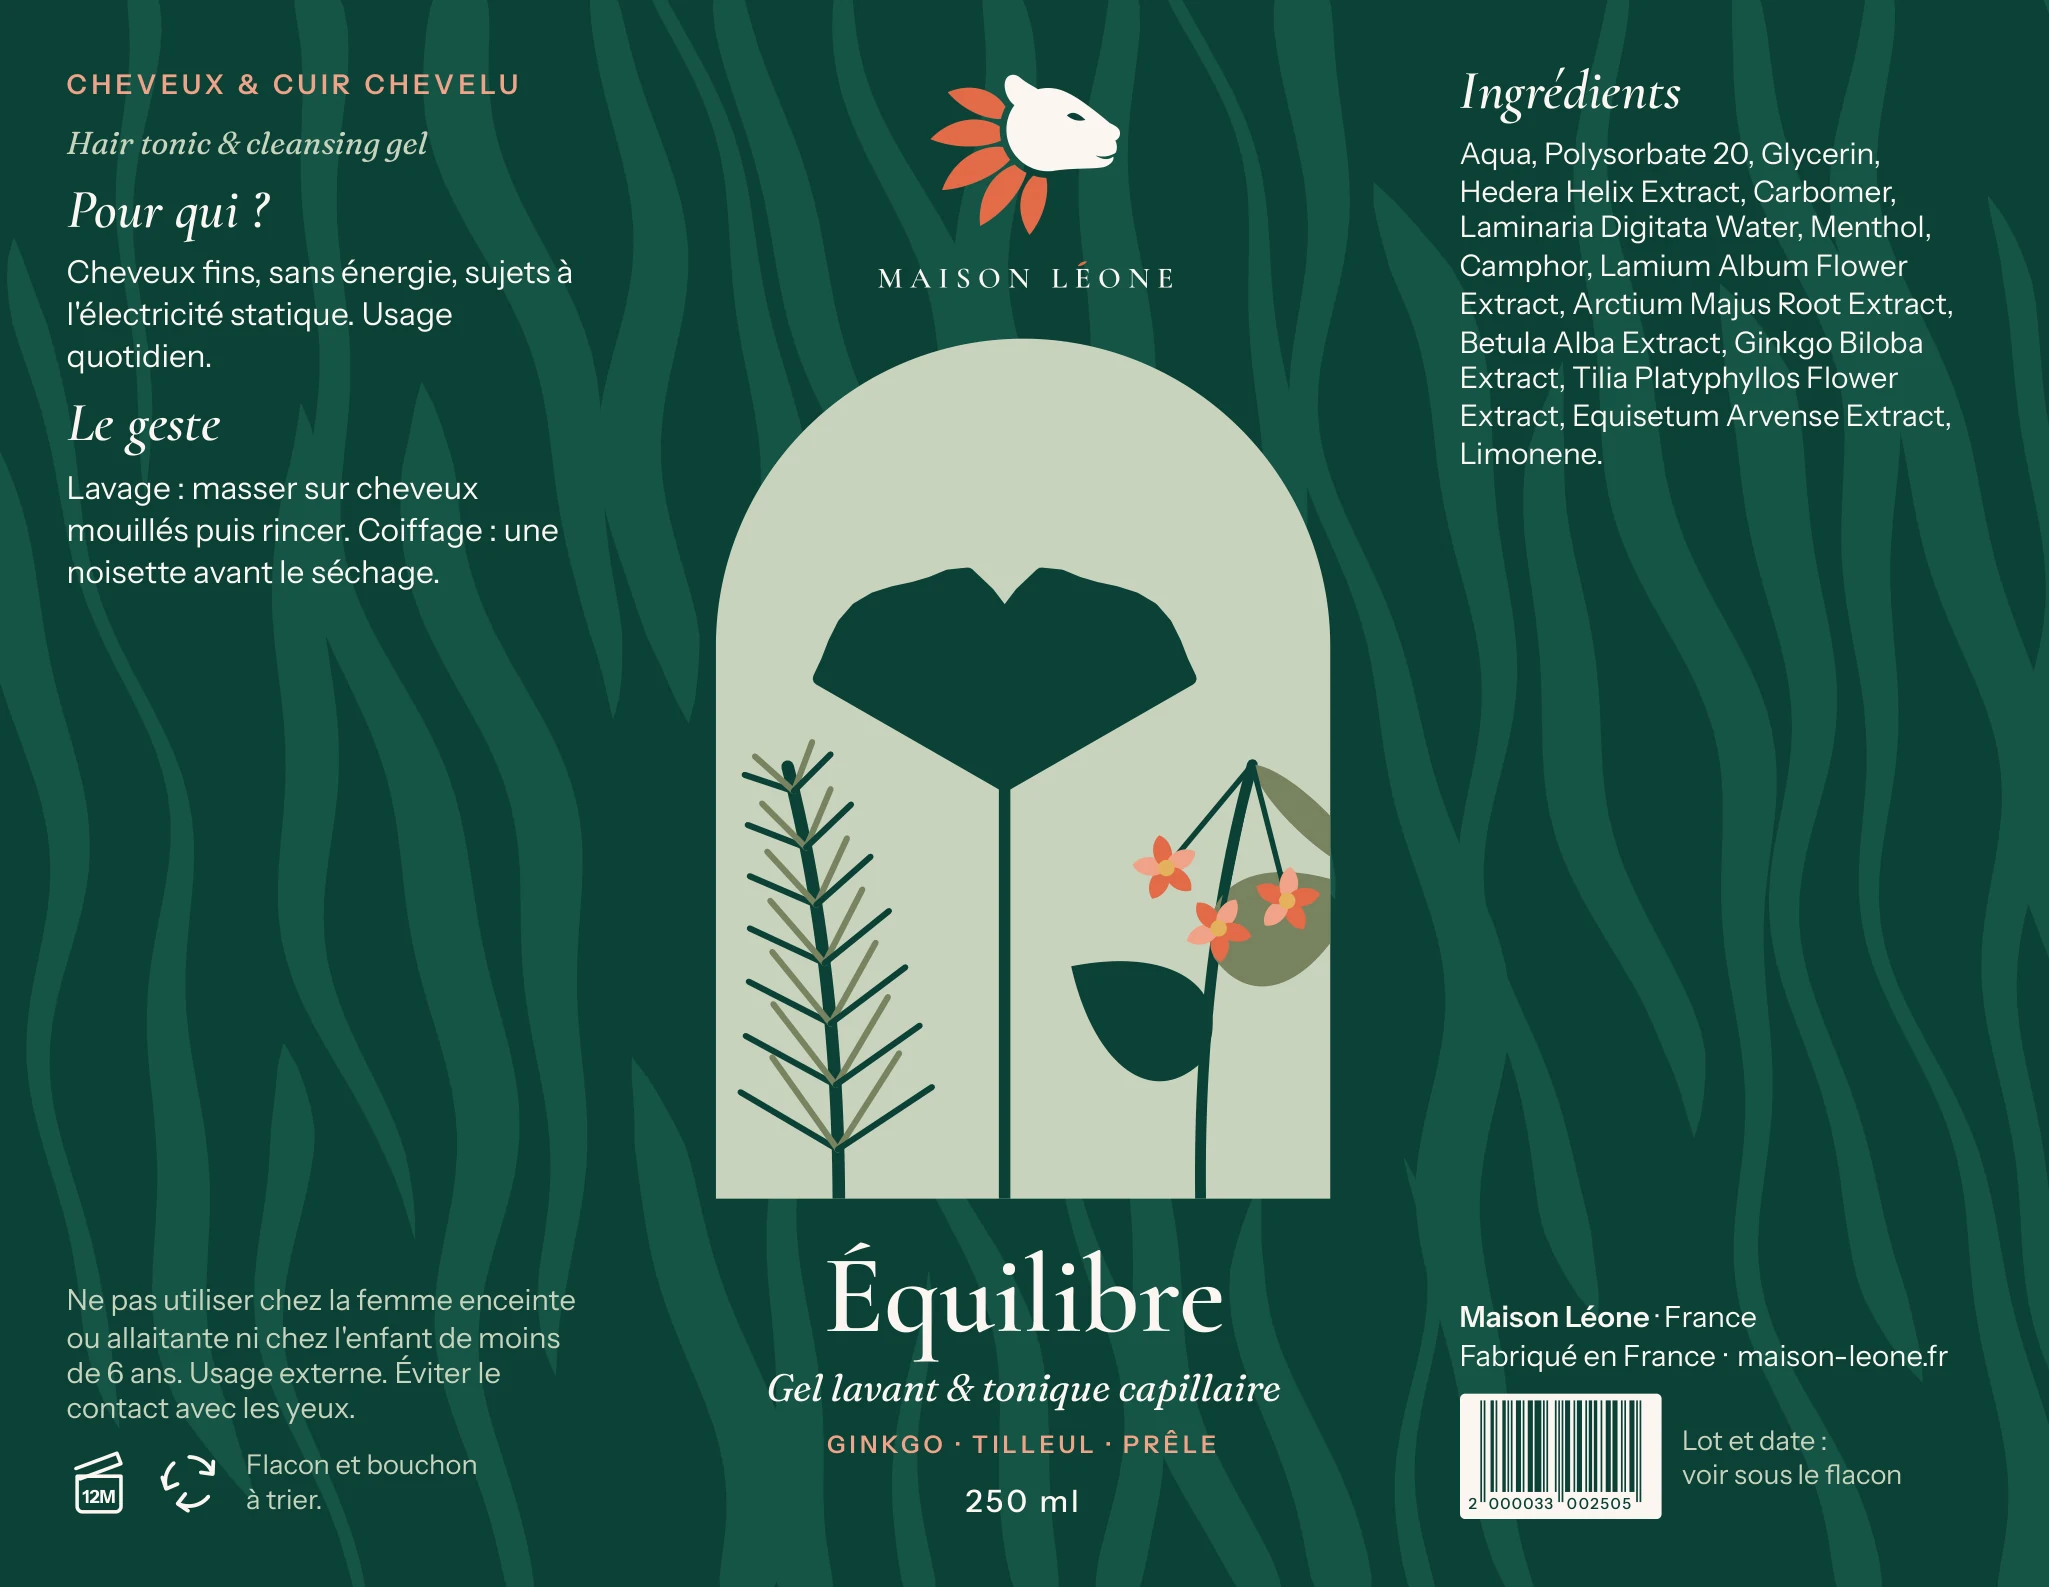 CHEVEUX & CUIR CHEVELU
Hair tonic & cleansing gel
Pour qui ?
Cheveux fins, sans énergie, sujets à
l'électricité statique. Usage
quotidien.
Le geste
Lavage : masser sur cheveux
mouillés puis rincer. Coiffage : une
noisette avant le séchage.
Ne pas utiliser chez la femme enceinte
ou allaitante ni chez l'enfant de moins
de 6 ans. Usage externe. Éviter le
contact avec les yeux.
12M
Flacon et bouchon
à trier.
MAISON LÉONE
Équilibre
Gel lavant & tonique capillaire
GINKGO · TILLEUL · PRÊLE
250 ml
Ingrédients
Aqua, Polysorbate 20, Glycerin,
Hedera Helix Extract, Carbomer,
Laminaria Digitata Water, Menthol,
Camphor, Lamium Album Flower
Extract, Arctium Majus Root Extract,
Betula Alba Extract, Ginkgo Biloba
Extract, Tilia Platyphyllos Flower
Extract, Equisetum Arvense Extract,
Limonene.
Maison Léone · France
Fabriqué en France · maison-leone.fr
2 000033 002505
Lot et date :
voir sous le flacon